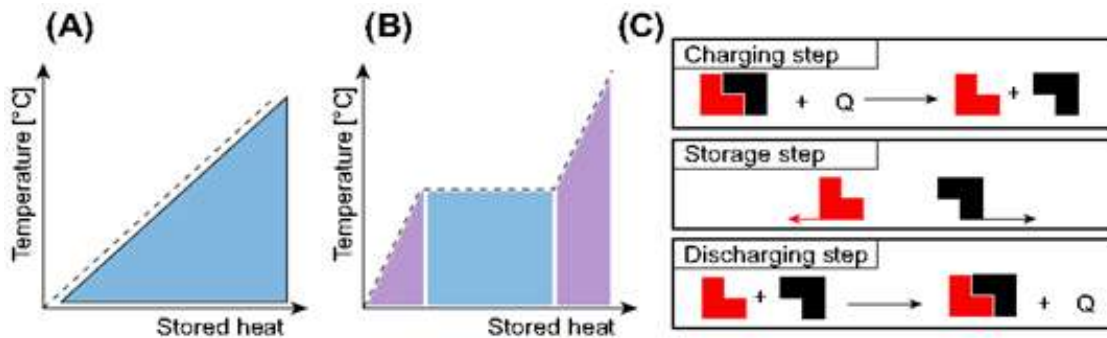 (A)
Temperature [°C]
Stored heat
(B)
Temperature [°C]
Stored heat
(C)
Charging step
+ Q +
Storage step
Discharging step
+ + Q